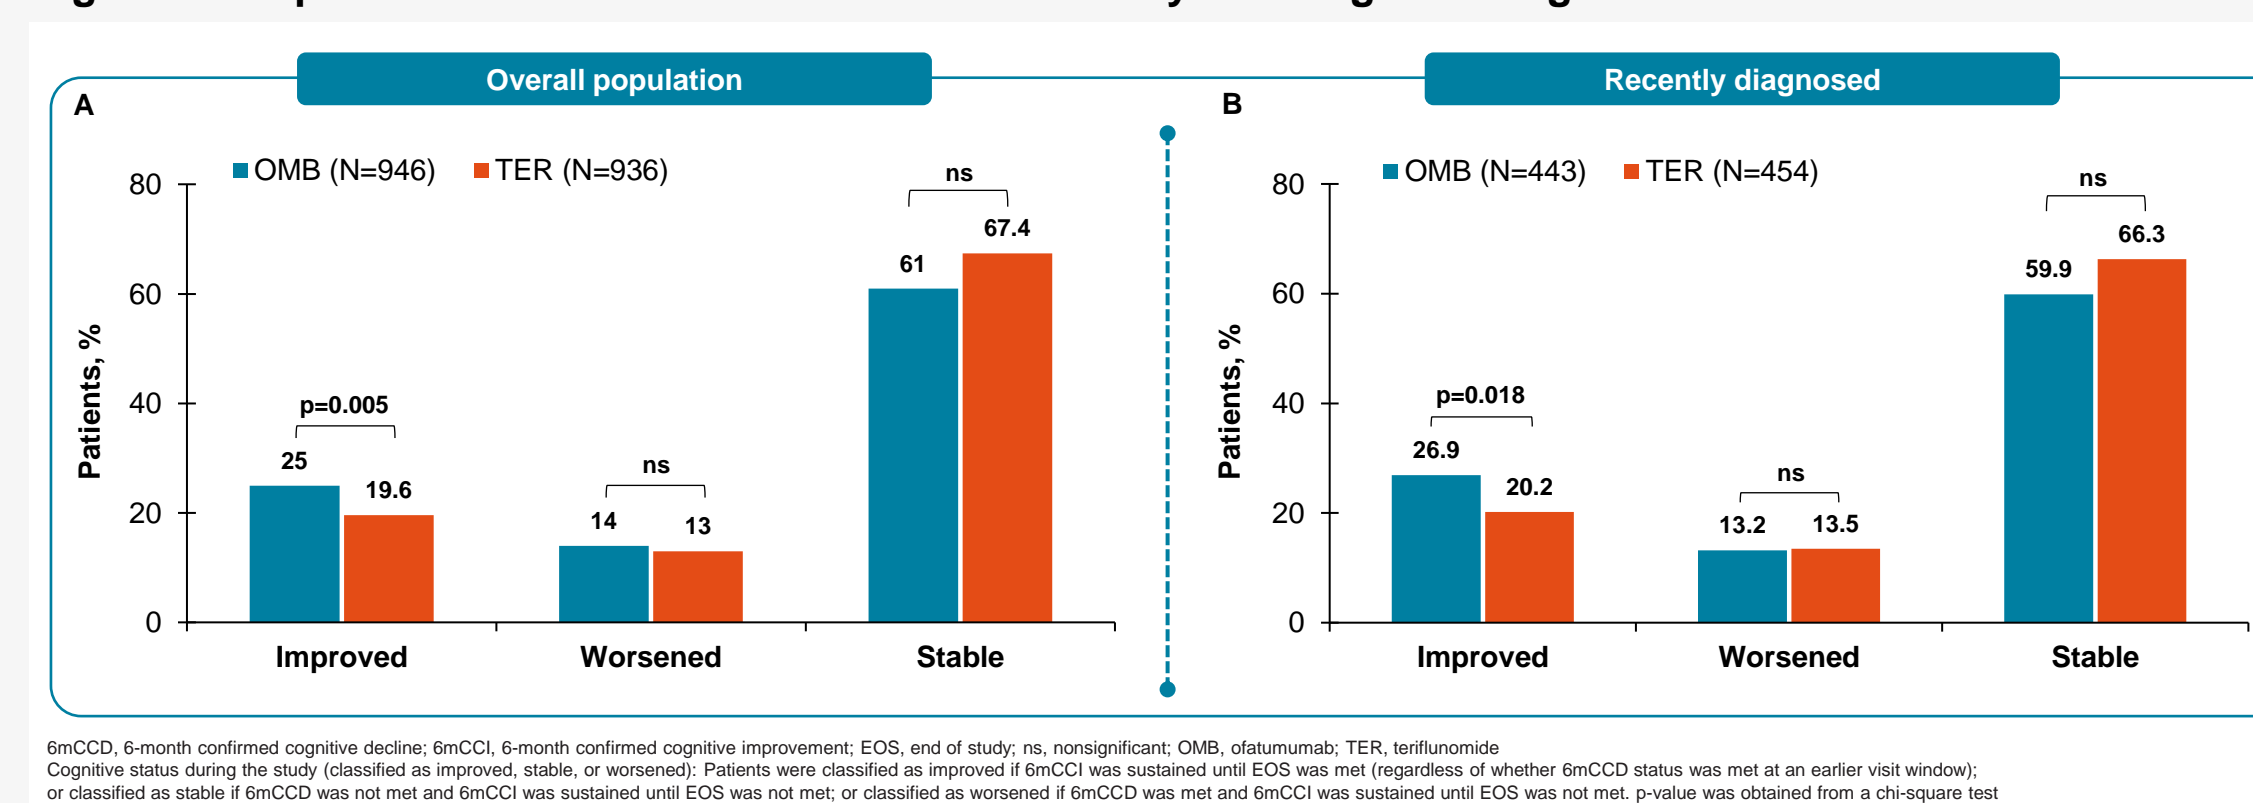 Overall population
A
OMB (N=946) TER (N=936)
Patients, %
80
60
40
20
0
p=0.005
25
19.6
ns
14
13
ns
61
67.4
Improved Worsened Stable
Recently diagnosed
B
OMB (N=443) TER (N=454)
Patients, %
80
60
40
20
0
p=0.018
26.9
20.2
ns
13.2
13.5
ns
59.9
66.3
Improved Worsened Stable
6mCCD, 6-month confirmed cognitive decline; 6mCCI, 6-month confirmed cognitive improvement; EOS, end of study; ns, nonsignificant; OMB, ofatumumab; TER, teriflunomide
Cognitive status during the study (classified as improved, stable, or worsened): Patients were classified as improved if 6mCCI was sustained until EOS was met (regardless of whether 6mCCD status was met at an earlier visit window);
or classified as stable if 6mCCD was not met and 6mCCI was sustained until EOS was not met; or classified as worsened if 6mCCD was met and 6mCCI was sustained until EOS was not met. p-value was obtained from a chi-square test